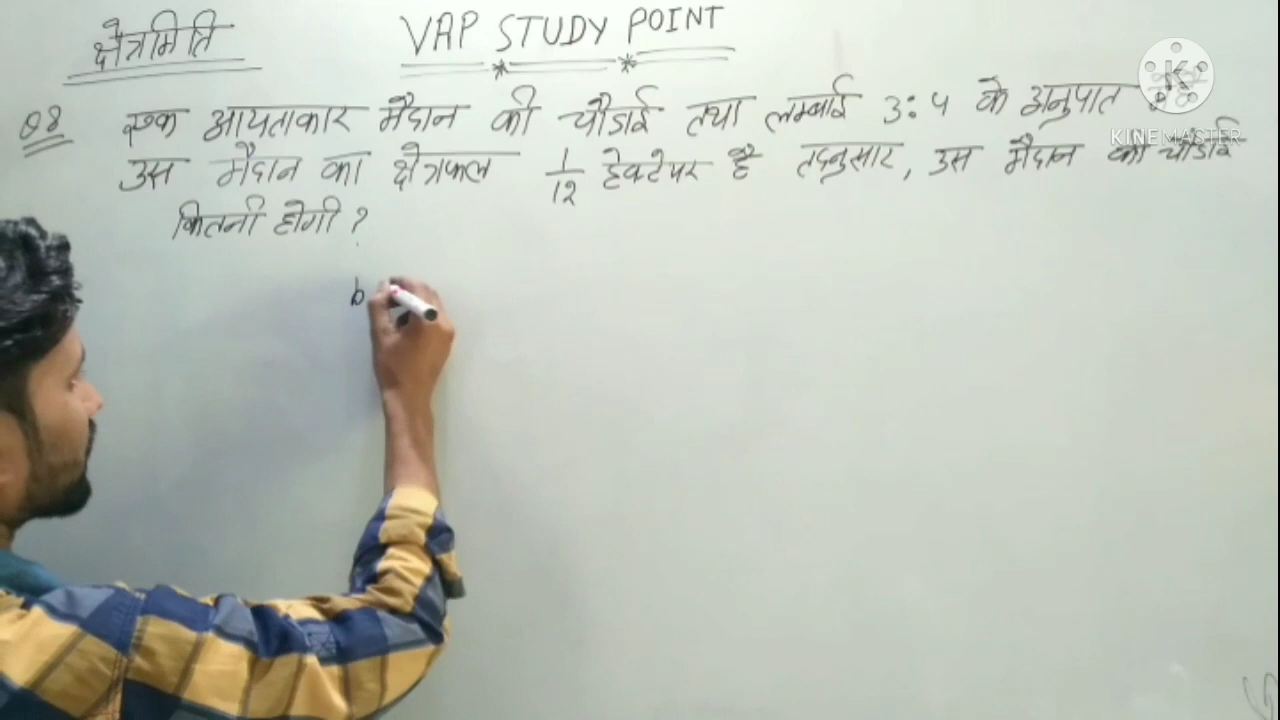 क्षेत्रमिति
VAP STUDY POINT
Q8 एक आयताकार मैदान की चौडाई तथा लम्बाई 3:4 के अनुपात
उस मैदान का क्षेत्रफल 1/12 हेक्टेयर है तदनुसार, उस मैदान की चौडाई
कितनी होगी ?
b
K
KINEMASTER